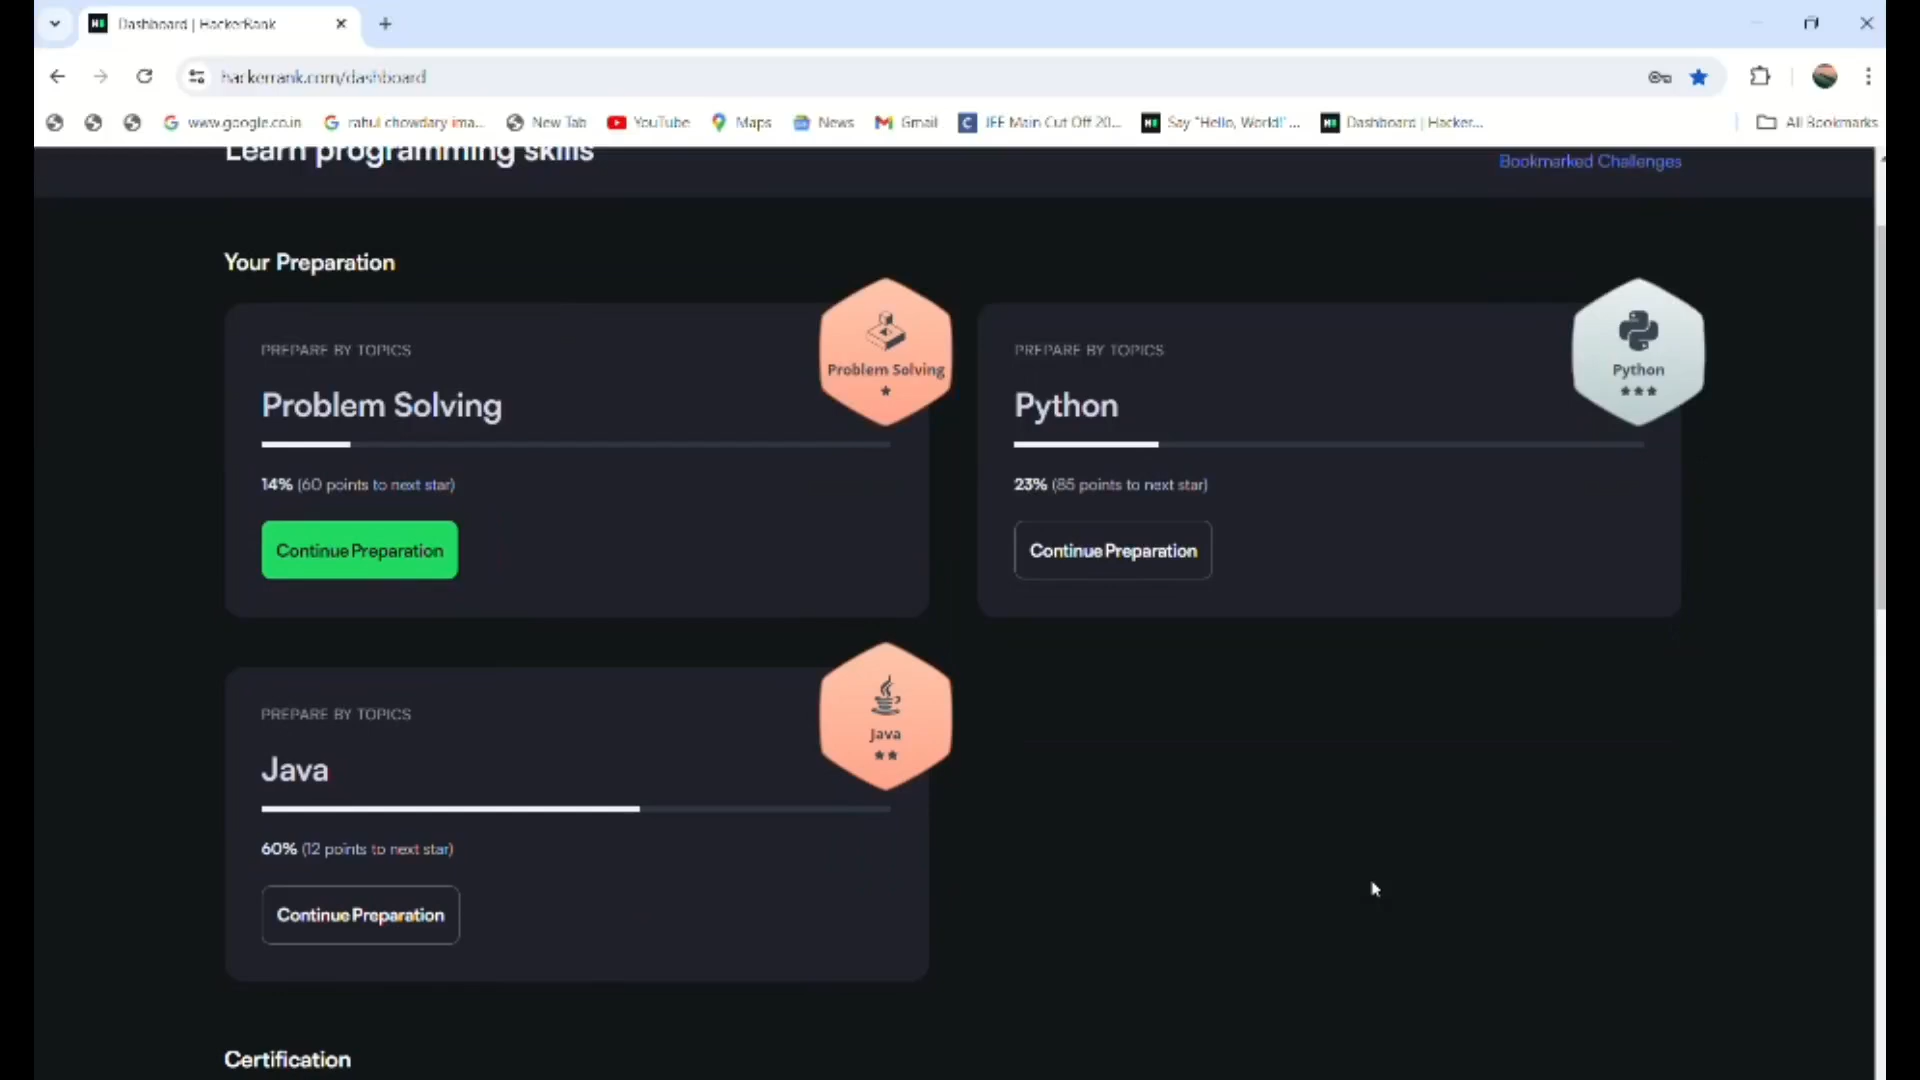 Dashboard | HackerRank
hackerrank.com/dashboard
www.google.co.in
rahul chowdary ima...
New Tab
YouTube
Maps
News
Gmail
JEE Main Cut Off 20...
Say "Hello, World!" ...
Dashboard | Hacker...
All Bookmarks
Learn programming skills
Bookmarked Challenges
Your Preparation
PREPARE BY TOPICS
Problem Solving
Problem Solving
14% (60 points to next star)
Continue Preparation
PREPARE BY TOPICS
Python
Python
23% (85 points to next star)
Continue Preparation
PREPARE BY TOPICS
Java
Java
60% (12 points to next star)
Continue Preparation
Certification